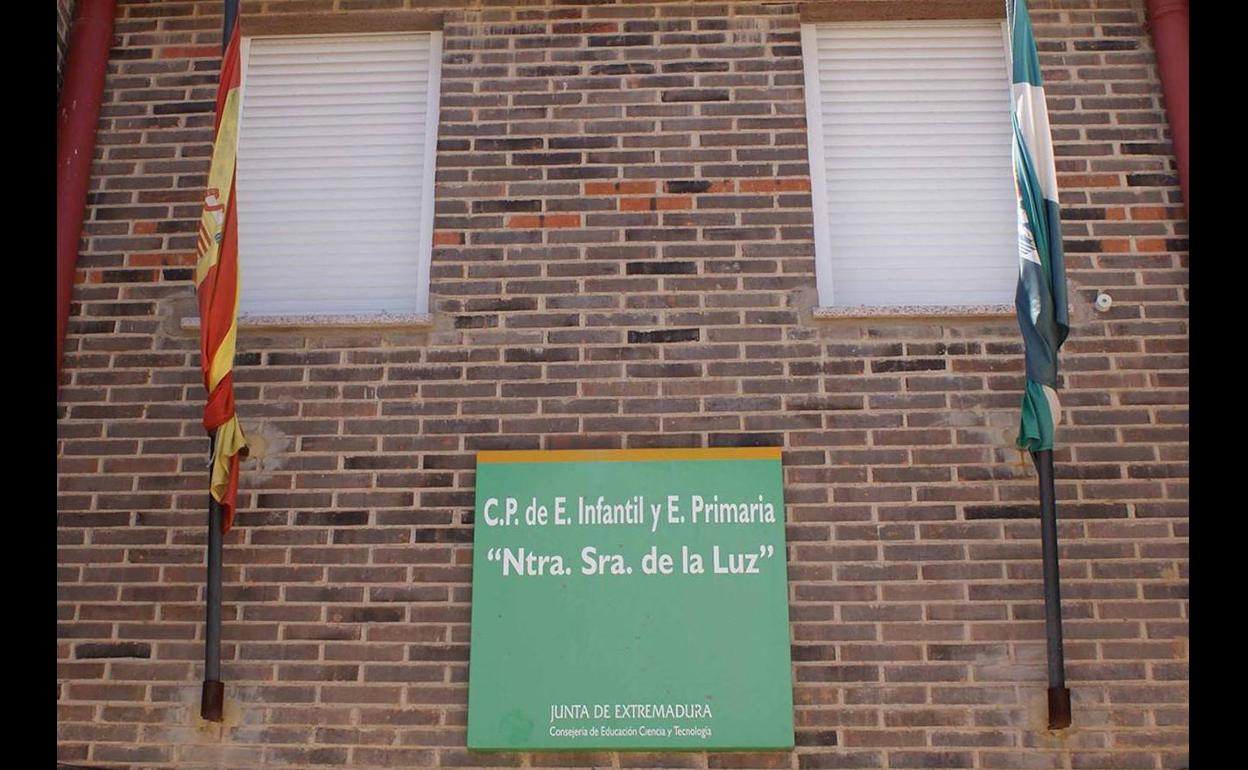 C.P. de E. Infantil y E. Primaria
“Ntra. Sra. de la Luz”
JUNTA DE EXTREMADURA
Consejería de Educación Ciencia y Tecnología